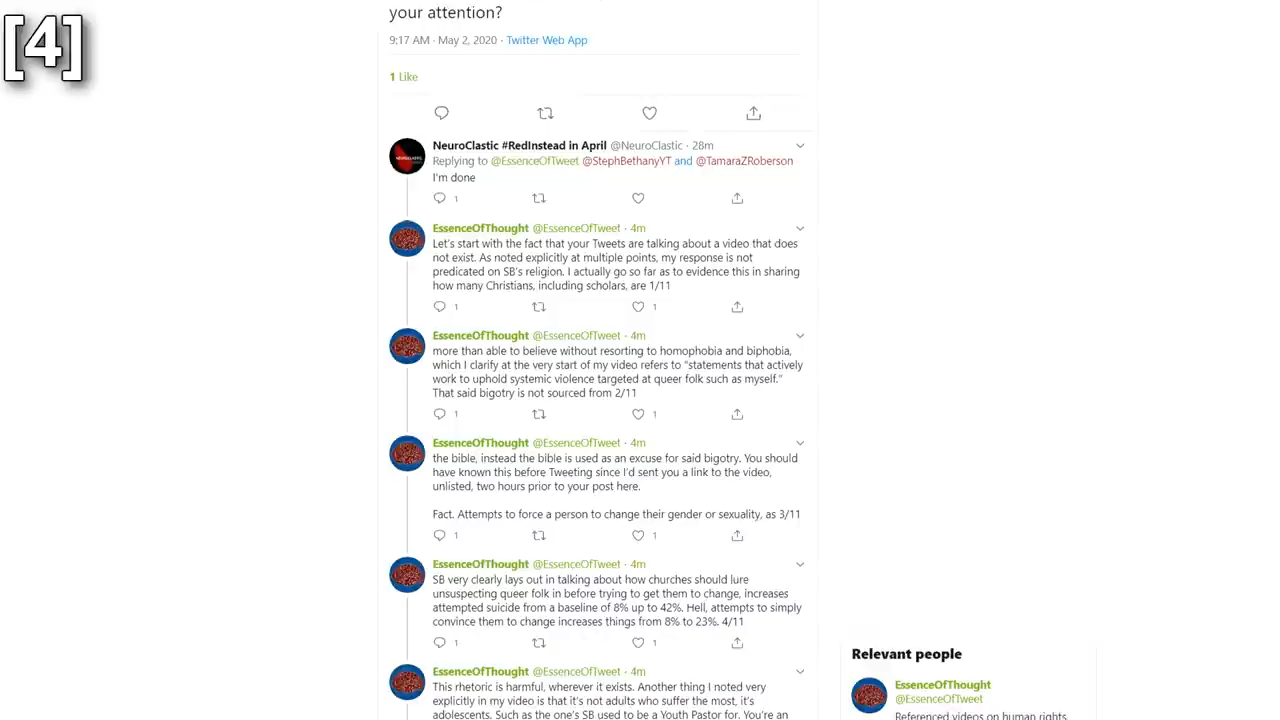 [4]
your attention?
9:17 AM · May 2, 2020 · Twitter Web App
1 Like
NeuroClastic #RedInstead in April @NeuroClastic · 28m
Replying to @EssenceOfTweet @StephBethanyYT and @TamaraZRoberson
I'm done
1
EssenceOfThought @EssenceOfTweet · 4m
Let's start with the fact that your Tweets are talking about a video that does
not exist. As noted explicitly at multiple points, my response is not
predicated on SB's religion. I actually go so far as to evidence this in sharing
how many Christians, including scholars, are 1/11
1 1
EssenceOfThought @EssenceOfTweet · 4m
more than able to believe without resorting to homophobia and biphobia,
which I clarify at the very start of my video refers to "statements that actively
work to uphold systemic violence targeted at queer folk such as myself."
That said bigotry is not sourced from 2/11
1 1
EssenceOfThought @EssenceOfTweet · 4m
the bible, instead the bible is used as an excuse for said bigotry. You should
have known this before Tweeting since I'd sent you a link to the video,
unlisted, two hours prior to your post here.
Fact. Attempts to force a person to change their gender or sexuality, as 3/11
1 1
EssenceOfThought @EssenceOfTweet · 4m
SB very clearly lays out in talking about how churches should lure
unsuspecting queer folk in before trying to get them to change, increases
attempted suicide from a baseline of 8% up to 42%. Hell, attempts to simply
convince them to change increases things from 8% to 23%. 4/11
1 1
EssenceOfThought @EssenceOfTweet · 4m
This rhetoric is harmful, wherever it exists. Another thing I noted very
explicitly in my video is that it's not adults who suffer the most, it's
adolescents. Such as the one's SB used to be a Youth Pastor for. You're an
Relevant people
EssenceOfThought
@EssenceOfTweet
Referenced videos on human rights,